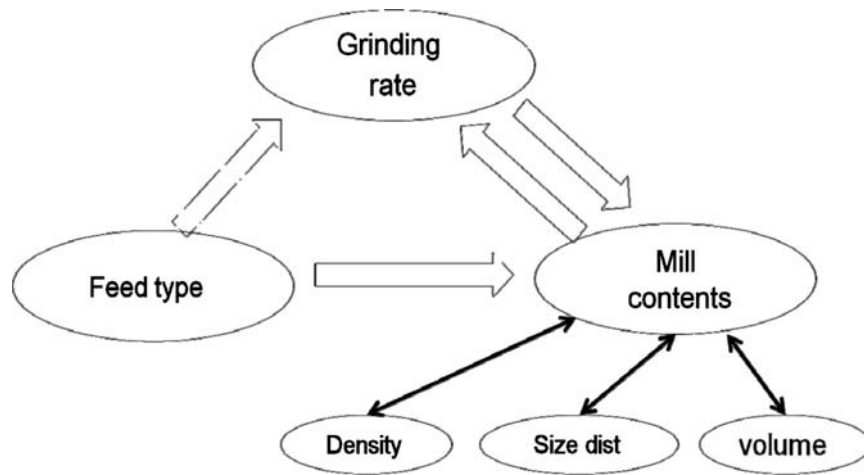 Grinding
rate
Feed type
Mill
contents
Density
Size dist
volume